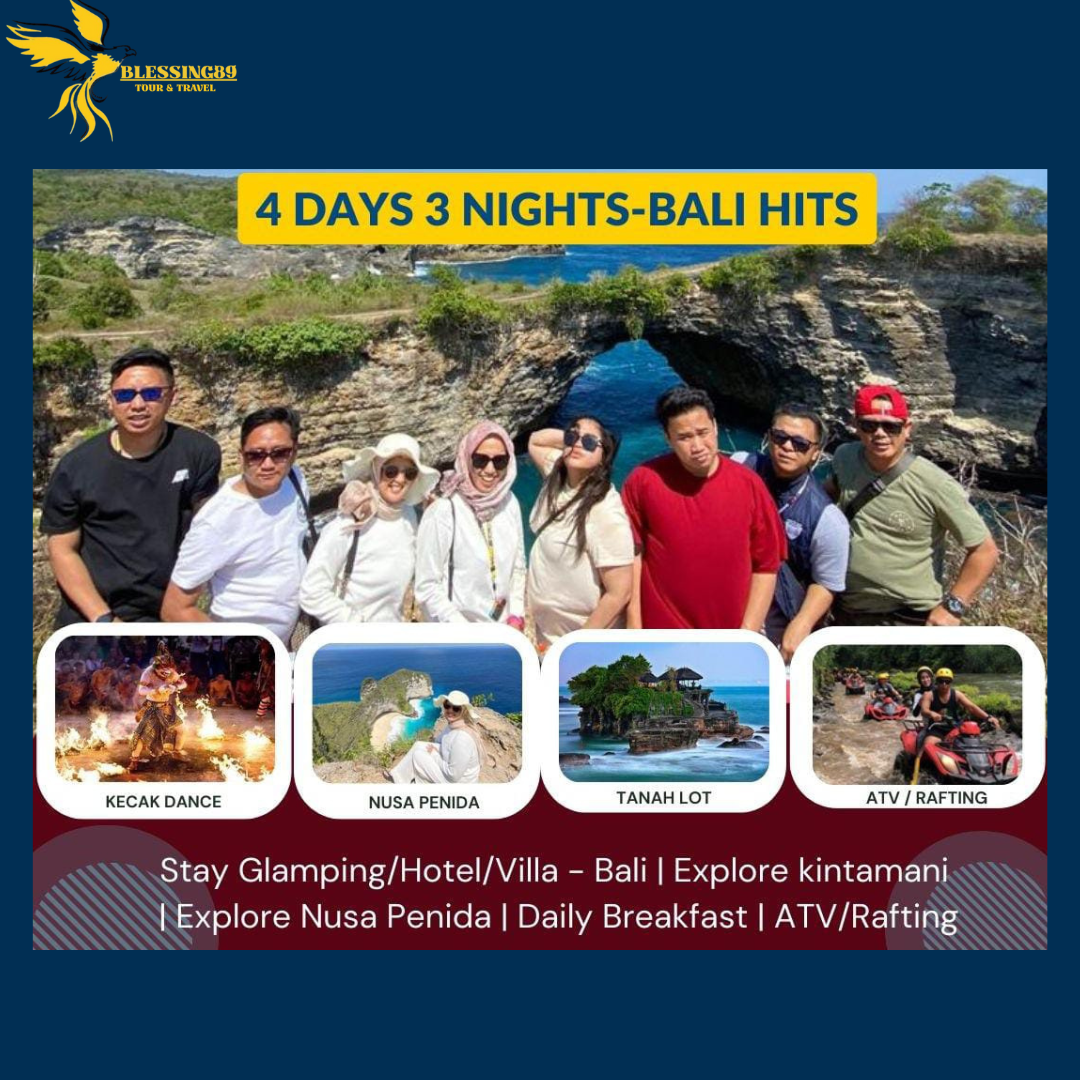 BLESSING89
TOUR & TRAVEL
4 DAYS 3 NIGHTS-BALI HITS
KECAK DANCE
NUSA PENIDA
TANAH LOT
ATV / RAFTING
Stay Glamping/Hotel/Villa - Bali | Explore kintamani
| Explore Nusa Penida | Daily Breakfast | ATV/Rafting